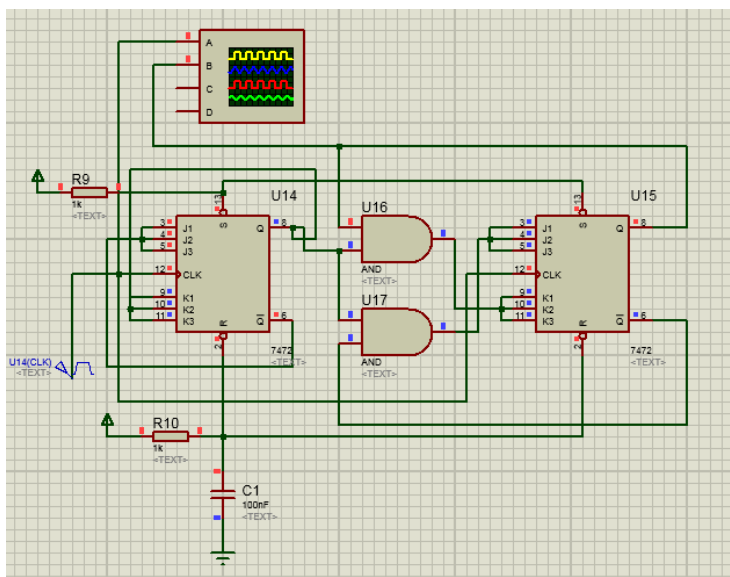 A
B
C
D
R9
1k
<TEXT>
U14
3
J1
4
J2
5
J3
12
CLK
9
K1
10
K2
11
K3
13
S
Q
8
Q
6
R
2
7472
<TEXT>
U16
AND
<TEXT>
U17
AND
<TEXT>
U15
3
J1
4
J2
5
J3
12
CLK
9
K1
10
K2
11
K3
13
S
Q
8
Q
6
R
2
7472
<TEXT>
U14(CLK)
<TEXT>
R10
1k
<TEXT>
C1
100nF
<TEXT>